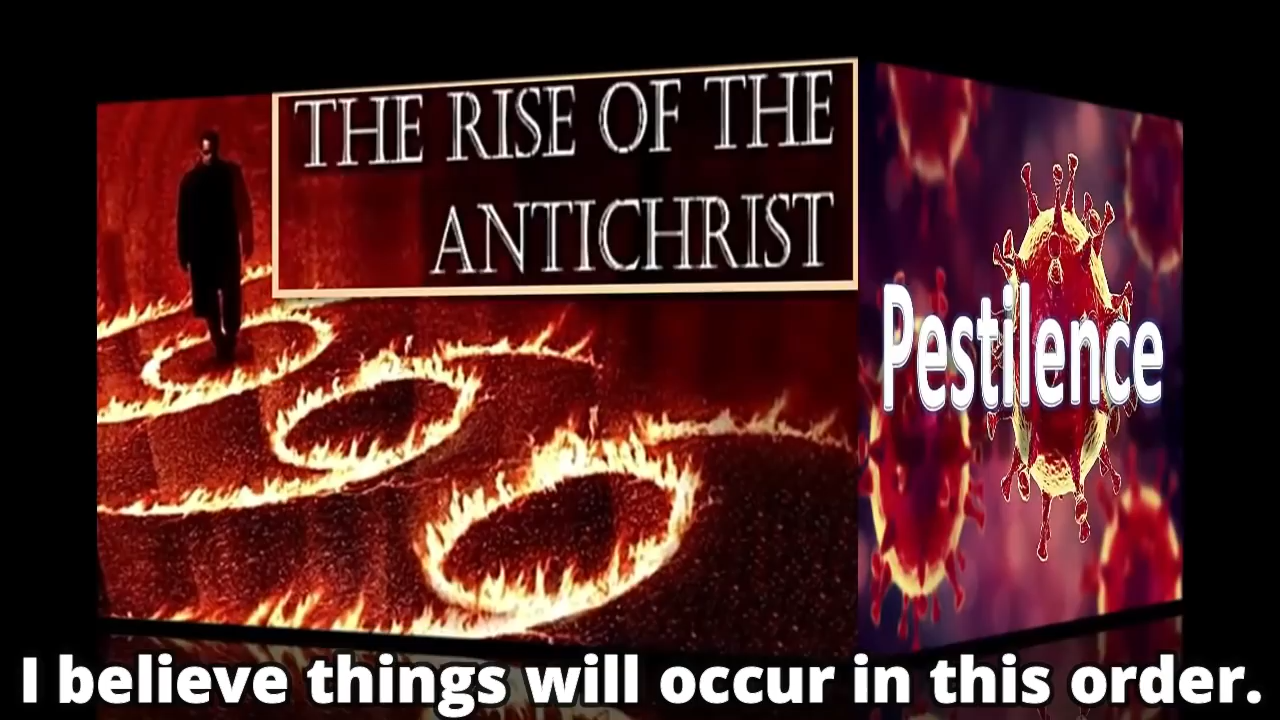 THE RISE OF THE
ANTICHRIST
Pestilence
I believe things will occur in this order.